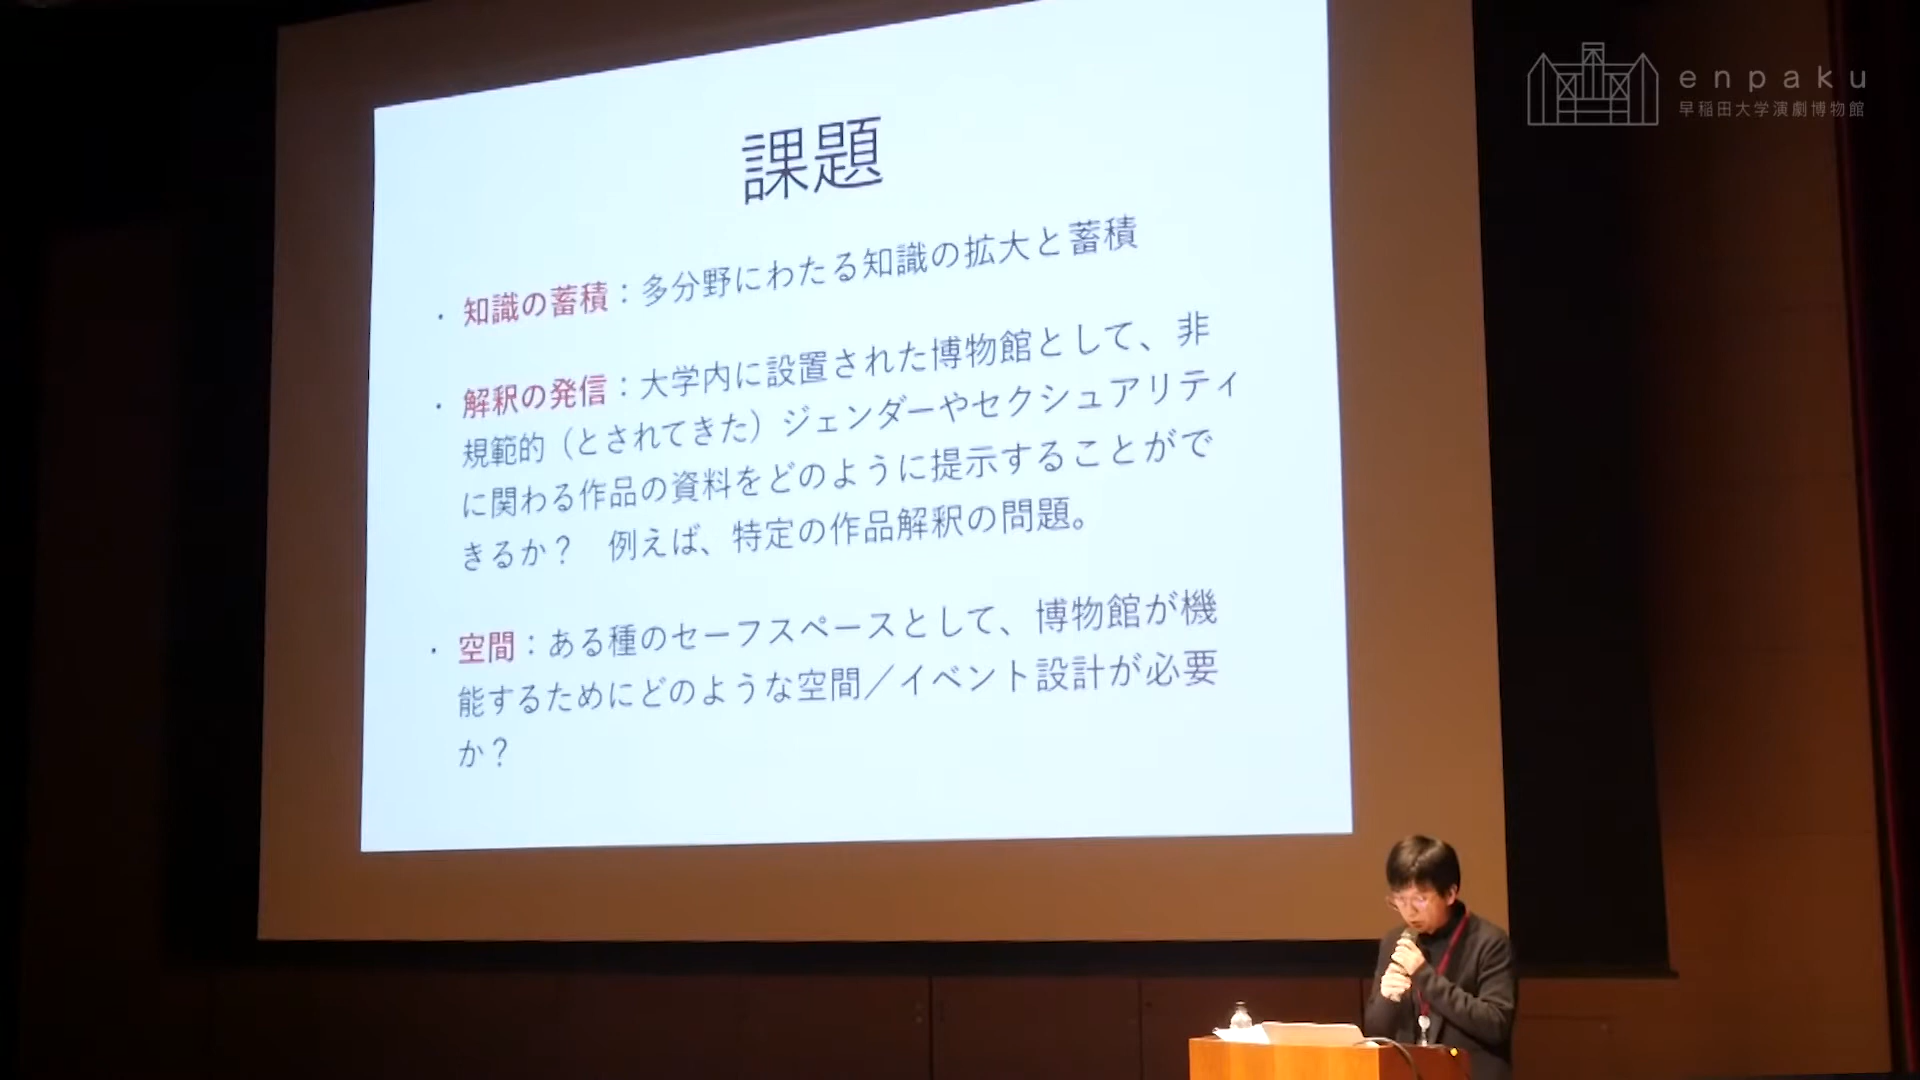 課題
・ 知識の蓄積：多分野にわたる知識の拡大と蓄積
・ 解釈の発信：大学内に設置された博物館として、非
規範的（とされてきた）ジェンダーやセクシュアリティ
に関わる作品の資料をどのように提示することがで
きるか？　例えば、特定の作品解釈の問題。
・ 空間：ある種のセーフスペースとして、博物館が機
能するためにどのような空間／イベント設計が必要
か？
enpaku
早稲田大学演劇博物館